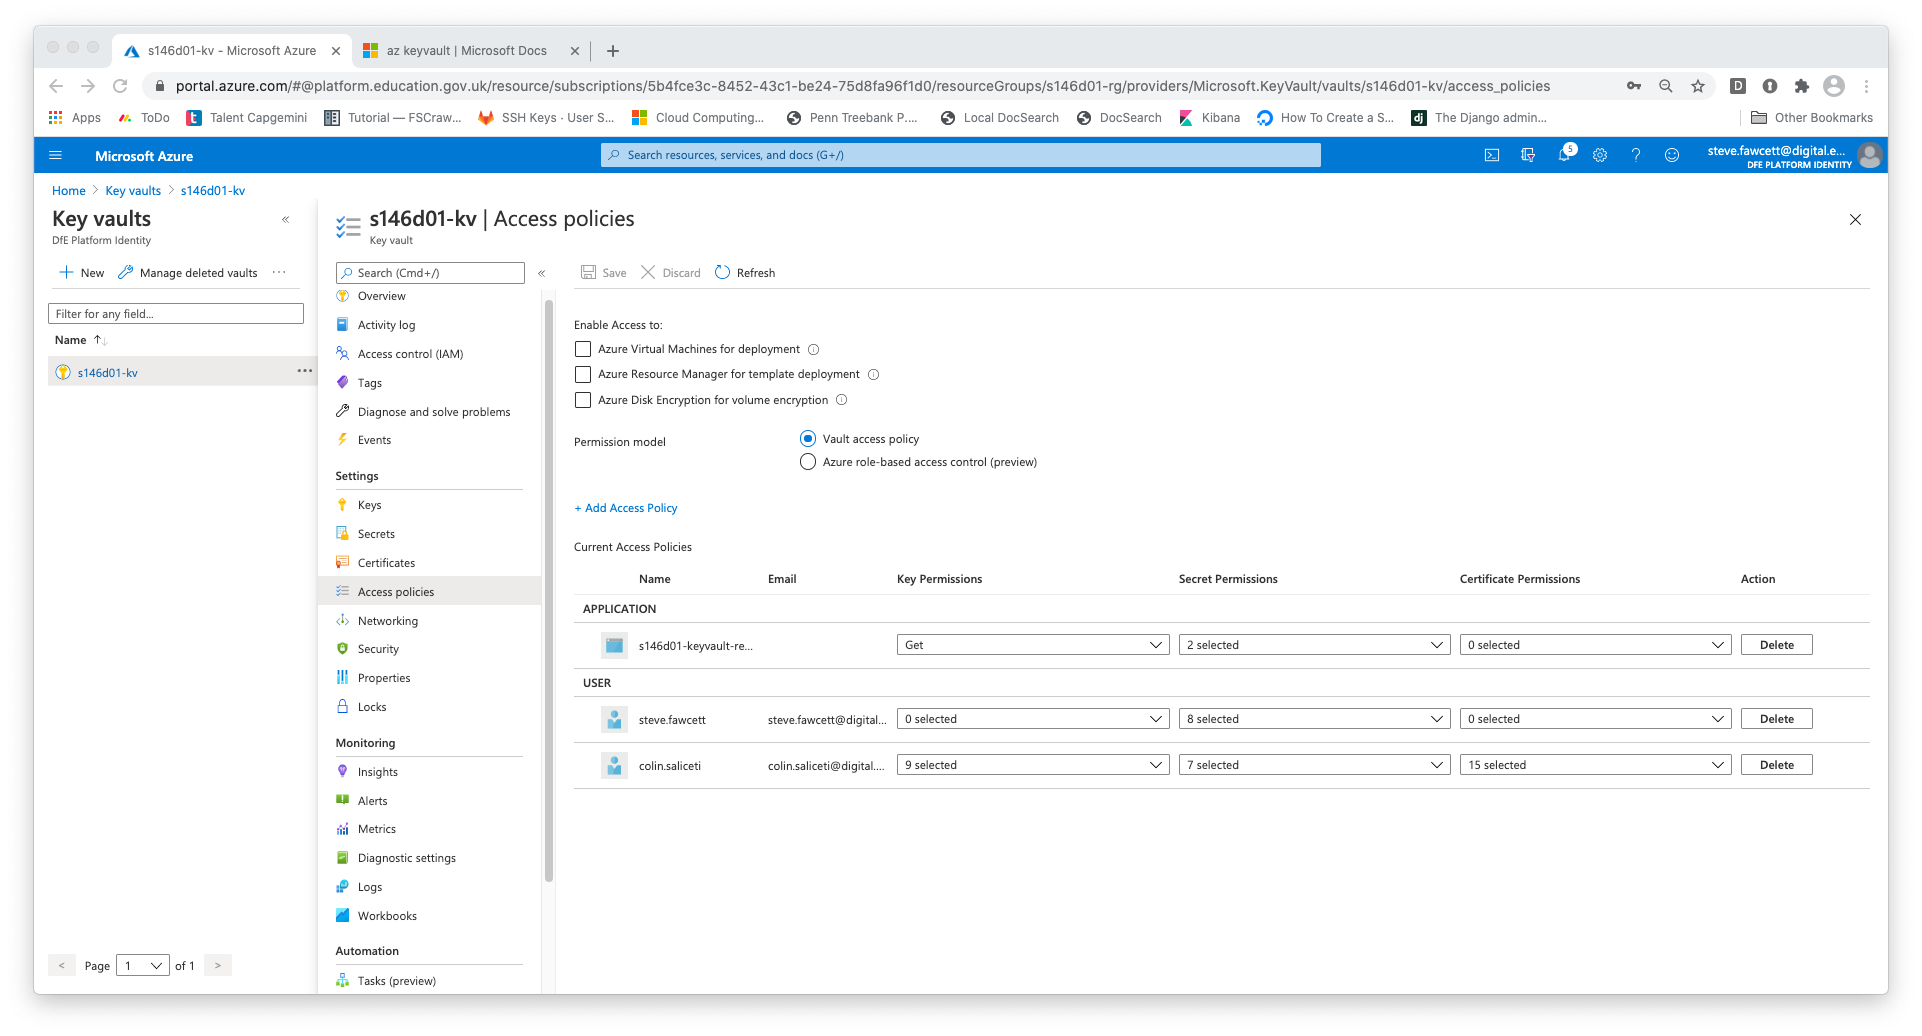 s146d01-kv - Microsoft Azure
az keyvault | Microsoft Docs
portal.azure.com/#@platform.education.gov.uk/resource/subscriptions/5b4fce3c-8452-43c1-be24-75d8fa96f1d0/resourceGroups/s146d01-rg/providers/Microsoft.KeyVault/vaults/s146d01-kv/access_policies
D
Apps
ToDo
Talent Capgemini
Tutorial — FSCraw...
SSH Keys · User S...
Cloud Computing...
Penn Treebank P....
Local DocSearch
DocSearch
Kibana
How To Create a S...
dj The Django admin...
Other Bookmarks
Microsoft Azure
Search resources, services, and docs (G+/)
5
steve.fawcett@digital.e...
DFE PLATFORM IDENTITY
Home > Key vaults > s146d01-kv
Key vaults
DfE Platform Identity
+ New
Manage deleted vaults
...
Filter for any field...
Name
s146d01-kv
...
< Page 1 of 1 >
s146d01-kv | Access policies
Key vault
Search (Cmd+/)
Overview
Activity log
Access control (IAM)
Tags
Diagnose and solve problems
Events
Settings
Keys
Secrets
Certificates
Access policies
Networking
Security
Properties
Locks
Monitoring
Insights
Alerts
Metrics
Diagnostic settings
Logs
Workbooks
Automation
Tasks (preview)
Save
Discard
Refresh
Enable Access to:
Azure Virtual Machines for deployment
Azure Resource Manager for template deployment
Azure Disk Encryption for volume encryption
Permission model
Vault access policy
Azure role-based access control (preview)
+ Add Access Policy
Current Access Policies
Name Email Key Permissions Secret Permissions Certificate Permissions Action
APPLICATION
s146d01-keyvault-re... Get 2 selected 0 selected Delete
USER
steve.fawcett steve.fawcett@digital... 0 selected 8 selected 0 selected Delete
colin.saliceti colin.saliceti@digital.... 9 selected 7 selected 15 selected Delete